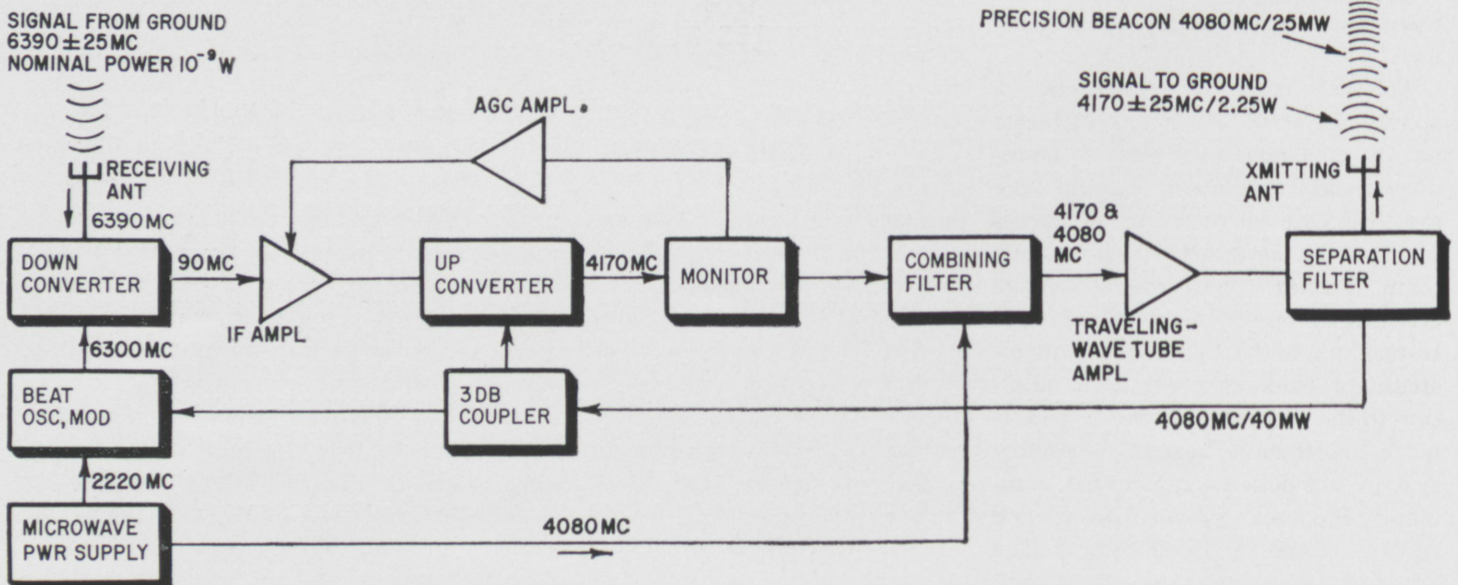 SIGNAL FROM GROUND
6390±25MC
NOMINAL POWER 10⁻⁹ W
RECEIVING
ANT
6390MC
DOWN
CONVERTER
90MC
IF AMPL
AGC AMPL.
UP
CONVERTER
4170MC
MONITOR
COMBINING
FILTER
4170 &
4080
MC
TRAVELING-
WAVE TUBE
AMPL
SEPARATION
FILTER
XMITTING
ANT
PRECISION BEACON 4080MC/25MW
SIGNAL TO GROUND
4170±25MC/2.25W
6300MC
BEAT
OSC, MOD
3DB
COUPLER
4080MC/40MW
2220MC
MICROWAVE
PWR SUPPLY
4080MC